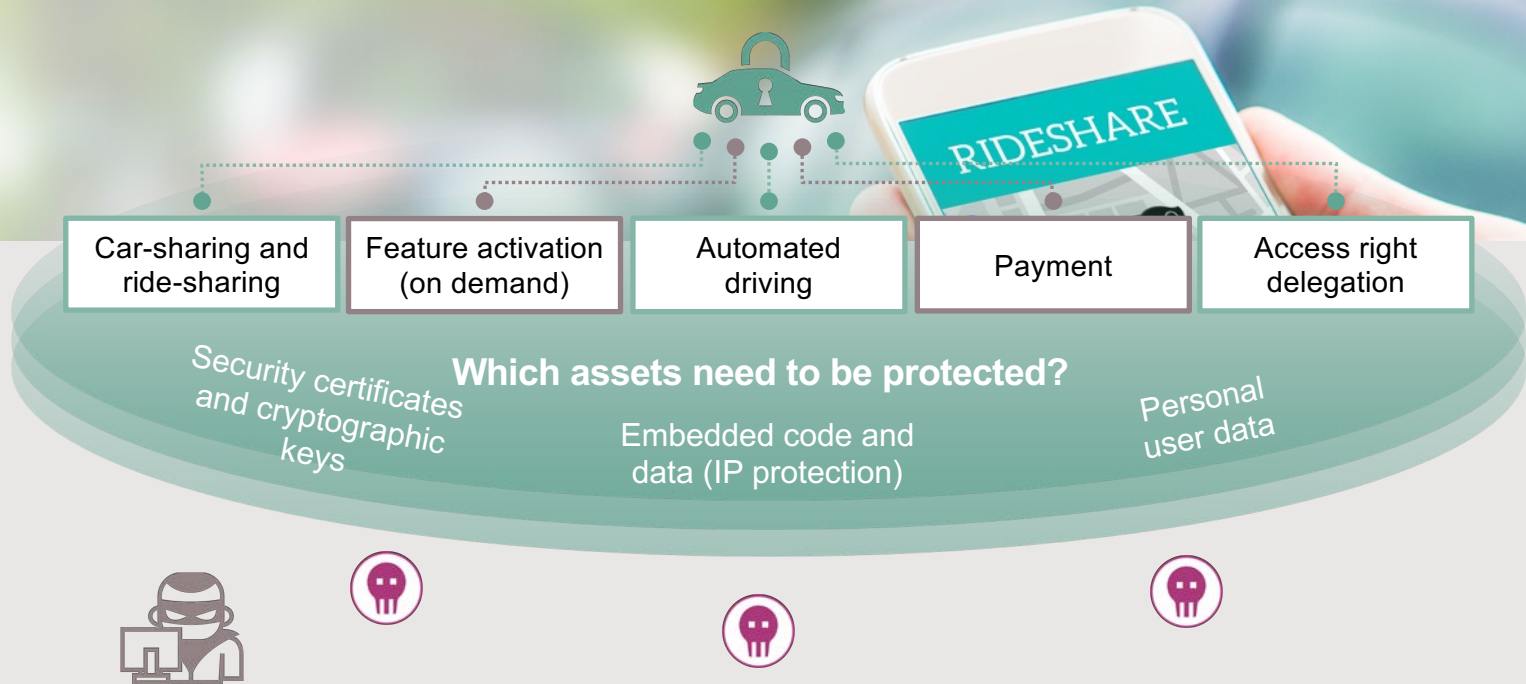 RIDESHARE
Car-sharing and
ride-sharing
Feature activation
(on demand)
Automated
driving
Payment
Access right
delegation
Which assets need to be protected?
Security certificates
and cryptographic
keys
Embedded code and
data (IP protection)
Personal
user data